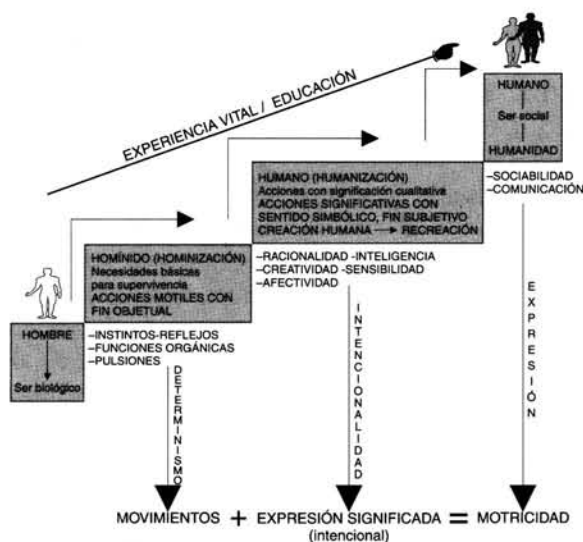 EXPERIENCIA VITAL / EDUCACIÓN
HUMANO
Ser social
HUMANIDAD
–SOCIABILIDAD
–COMUNICACIÓN
HUMANO (HUMANIZACIÓN)
Acciones con significación cualitativa
ACCIONES SIGNIFICATIVAS CON
SENTIDO SIMBÓLICO, FIN SUBJETIVO
CREACIÓN HUMANA → RECREACIÓN
–RACIONALIDAD -INTELIGENCIA
–CREATIVIDAD -SENSIBILIDAD
–AFECTIVIDAD
HOMÍNIDO (HOMINIZACIÓN)
Necesidades básicas
para supervivencia
ACCIONES MOTILES CON
FIN OBJETUAL
–INSTINTOS-REFLEJOS
–FUNCIONES ORGÁNICAS
–PULSIONES
HOMBRE
Ser biológico
DETERMINISMO
INTENCIONALIDAD
EXPRESIÓN
MOVIMIENTOS + EXPRESIÓN SIGNIFICADA = MOTRICIDAD
(intencional)